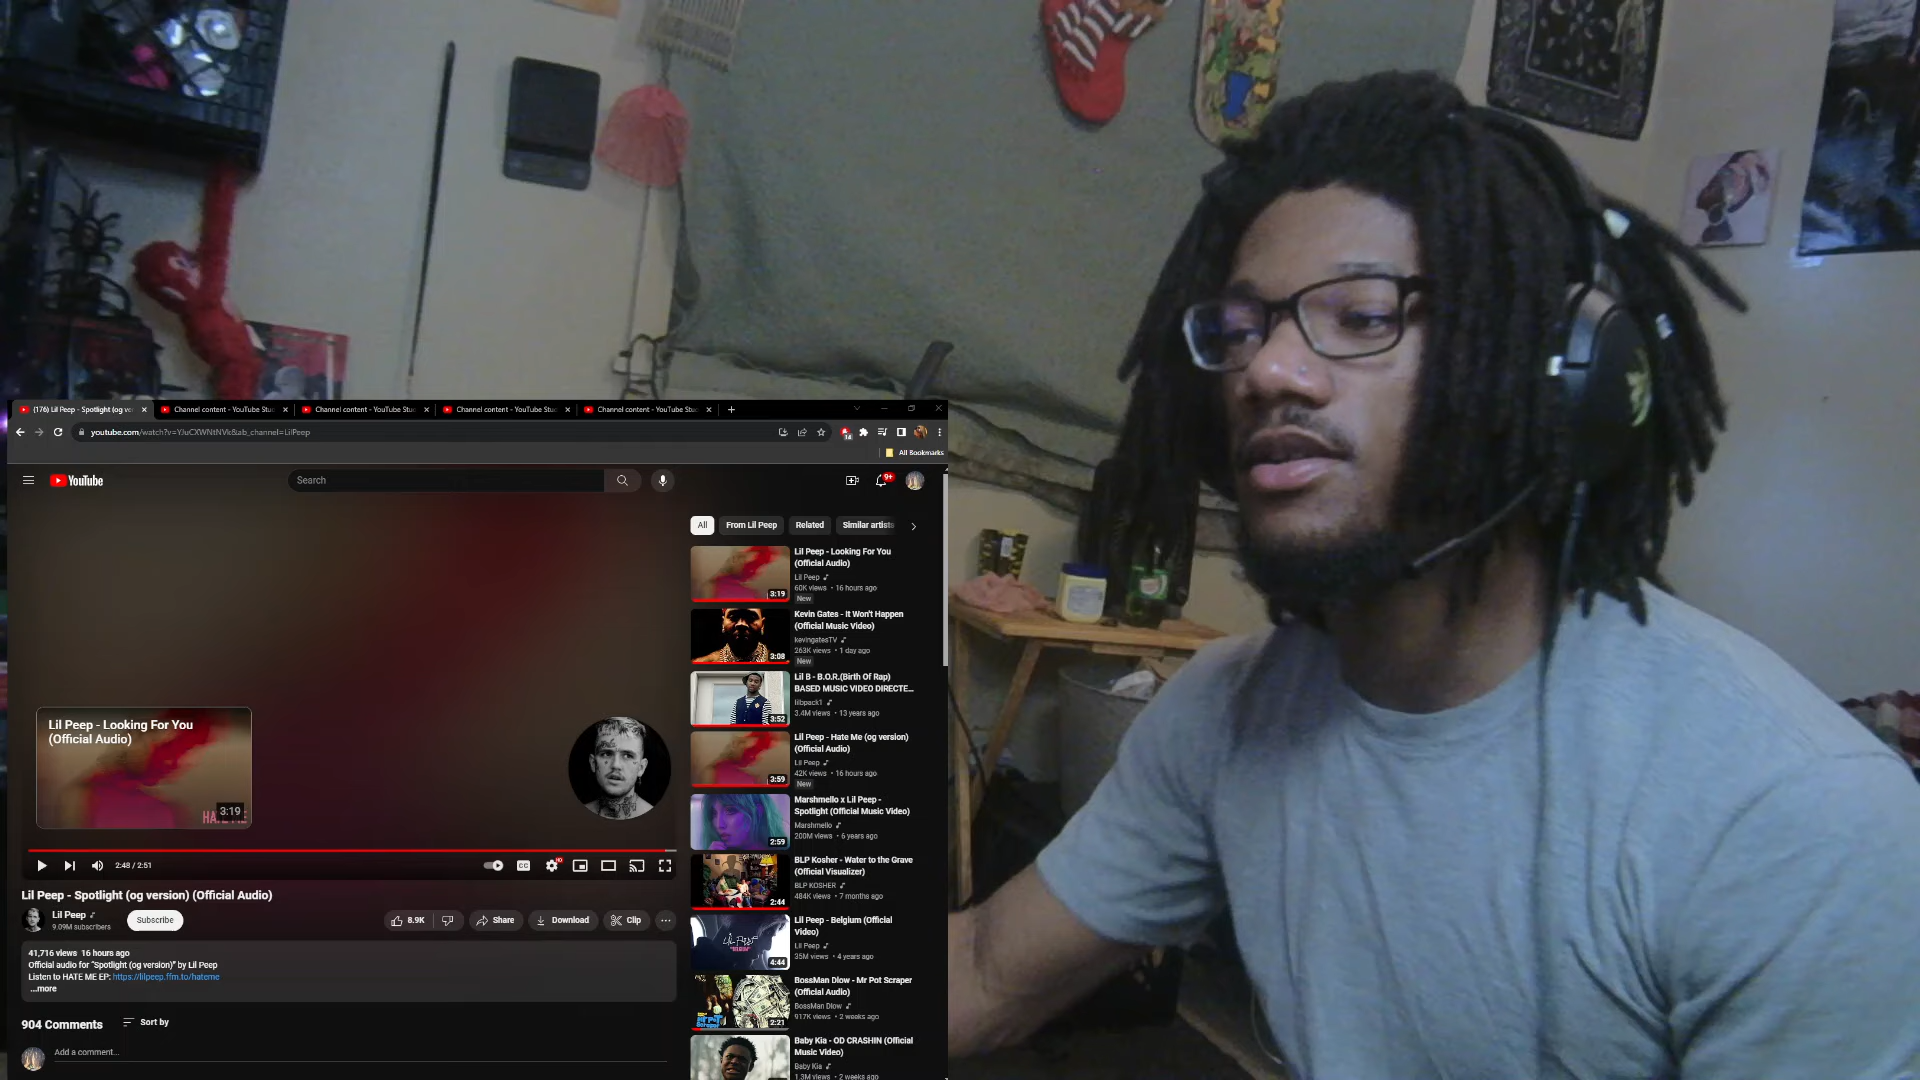 (176) Lil Peep - Spotlight (og ve
Channel content - YouTube Stu
Channel content - YouTube Stu
Channel content - YouTube Stu
Channel content - YouTube Stu
youtube.com/watch?v=YJuCXWNtNVk&ab_channel=LilPeep
14
All Bookmarks
YouTube
Search
9+
All
From Lil Peep
Related
Similar artists
Lil Peep - Looking For You
(Official Audio)
3:19
2:48 / 2:51
CC
HD
Lil Peep - Spotlight (og version) (Official Audio)
Lil Peep
9.09M subscribers
Subscribe
8.9K
Share
Download
Clip
41,716 views 16 hours ago
Official audio for "Spotlight (og version)" by Lil Peep
Listen to HATE ME EP: https://lilpeep.ffm.to/hateme
...more
904 Comments
Sort by
Add a comment...
Lil Peep - Looking For You
(Official Audio)
Lil Peep
60K views • 16 hours ago
New
3:19
Kevin Gates - It Won't Happen
(Official Music Video)
kevingatesTV
263K views • 1 day ago
New
3:08
Lil B - B.O.R.(Birth Of Rap)
BASED MUSIC VIDEO DIRECTE...
lilbpack1
3.4M views • 13 years ago
3:52
Lil Peep - Hate Me (og version)
(Official Audio)
Lil Peep
42K views • 16 hours ago
New
3:59
Marshmello x Lil Peep -
Spotlight (Official Music Video)
Marshmello
200M views • 6 years ago
2:59
BLP Kosher - Water to the Grave
(Official Visualizer)
BLP KOSHER
484K views • 7 months ago
2:44
Lil Peep - Belgium (Official
Video)
Lil Peep
35M views • 4 years ago
4:44
BossMan Dlow - Mr Pot Scraper
(Official Audio)
BossMan Dlow
917K views • 2 weeks ago
2:21
Baby Kia - OD CRASHIN (Official
Music Video)
Baby Kia
1.3M views • 2 weeks ago